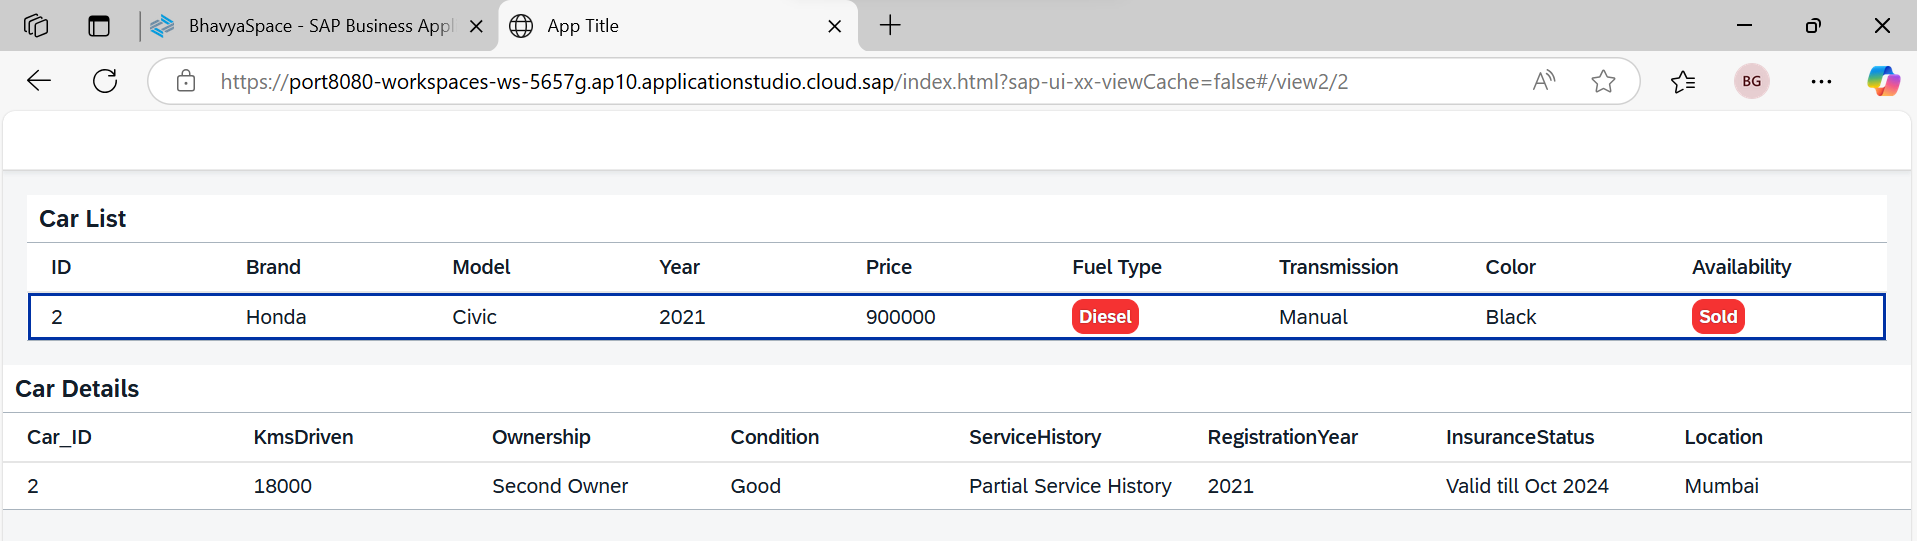 BhavyaSpace - SAP Business Appl
App Title
https://port8080-workspaces-ws-5657g.ap10.applicationstudio.cloud.sap/index.html?sap-ui-xx-viewCache=false#/view2/2
BG
Car List
ID Brand Model Year Price Fuel Type Transmission Color Availability
2 Honda Civic 2021 900000 Diesel Manual Black Sold
Car Details
Car_ID KmsDriven Ownership Condition ServiceHistory RegistrationYear InsuranceStatus Location
2 18000 Second Owner Good Partial Service History 2021 Valid till Oct 2024 Mumbai